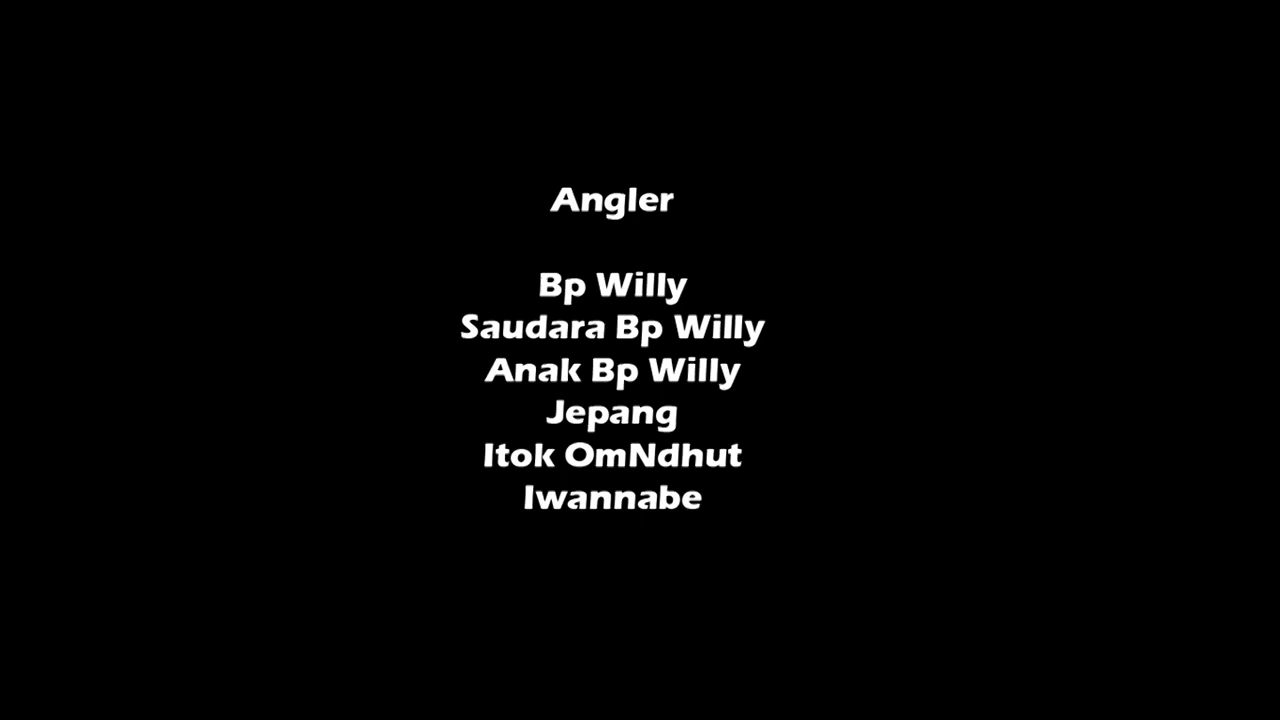 Angler
Bp Willy
Saudara Bp Willy
Anak Bp Willy
Jepang
Itok OmNdhut
Iwannabe